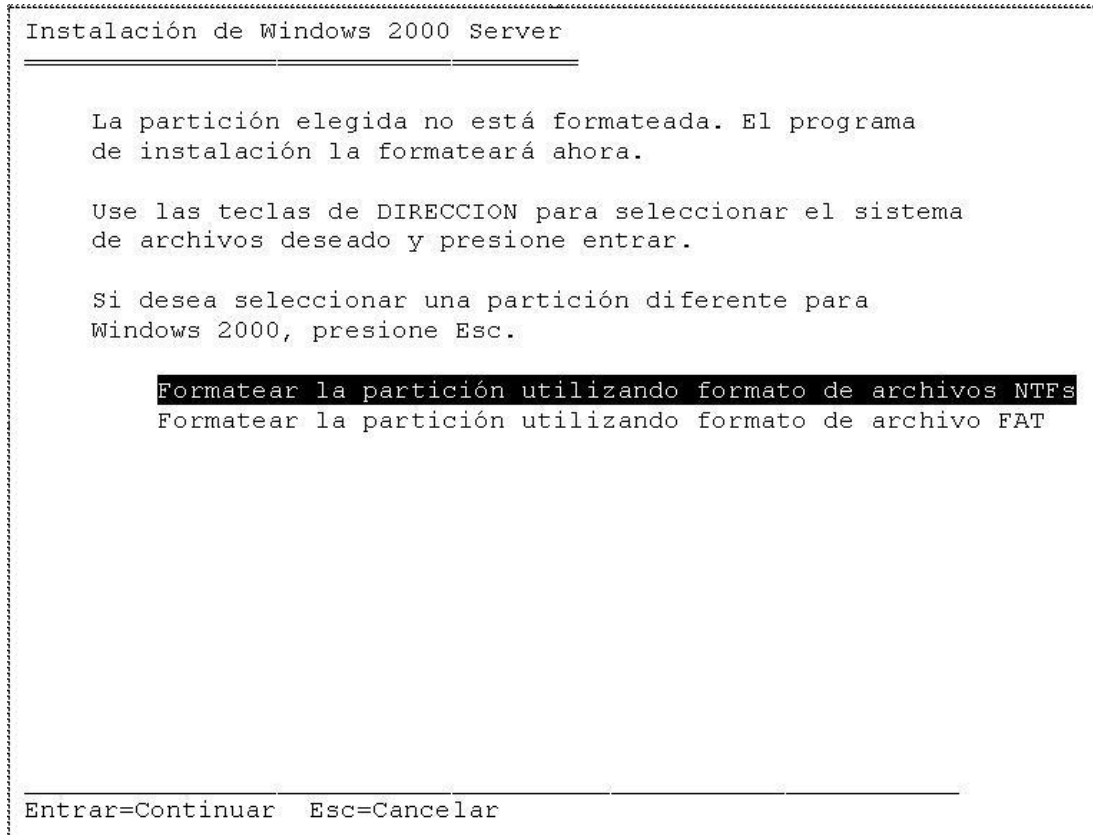 Instalación de Windows 2000 Server
La partición elegida no está formateada. El programa
de instalación la formateará ahora.
Use las teclas de DIRECCION para seleccionar el sistema
de archivos deseado y presione entrar.
Si desea seleccionar una partición diferente para
Windows 2000, presione Esc.
Formatear la partición utilizando formato de archivos NTFs
Formatear la partición utilizando formato de archivo FAT
Entrar=Continuar Esc=Cancelar